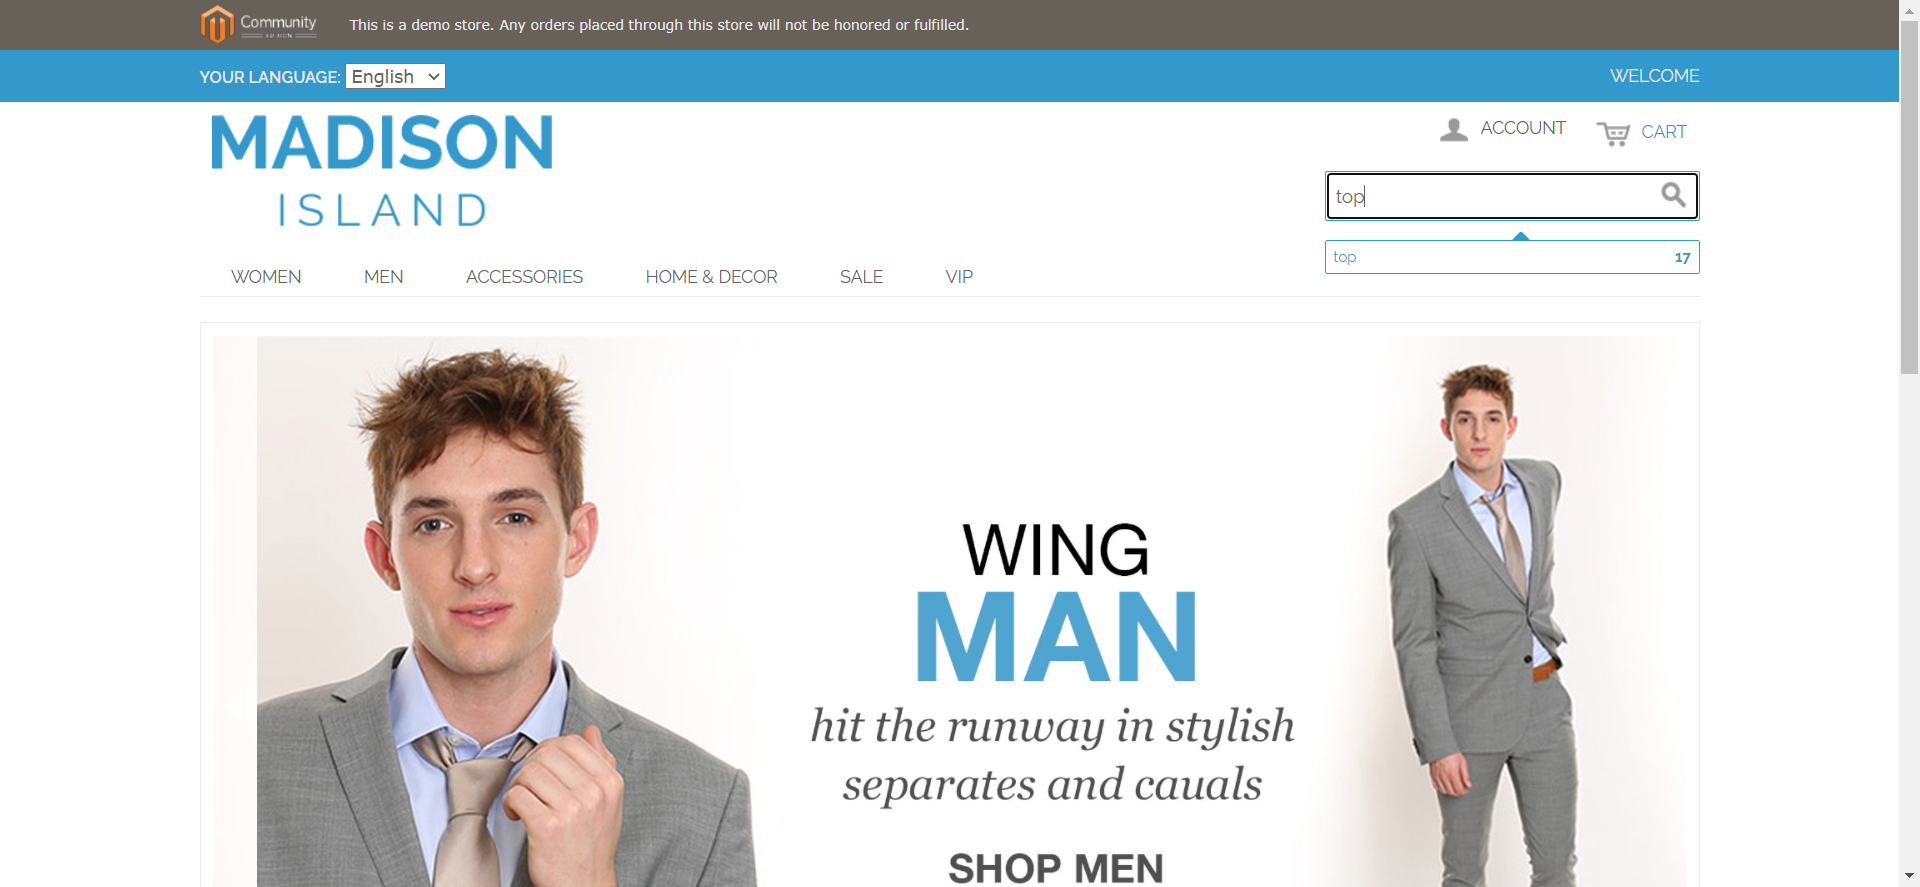 Community
This is a demo store. Any orders placed through this store will not be honored or fulfilled.
YOUR LANGUAGE: English
WELCOME
MADISON
ISLAND
ACCOUNT
CART
top
top 17
WOMEN MEN ACCESSORIES HOME & DECOR SALE VIP
WING
MAN
hit the runway in stylish
separates and cauals
SHOP MEN